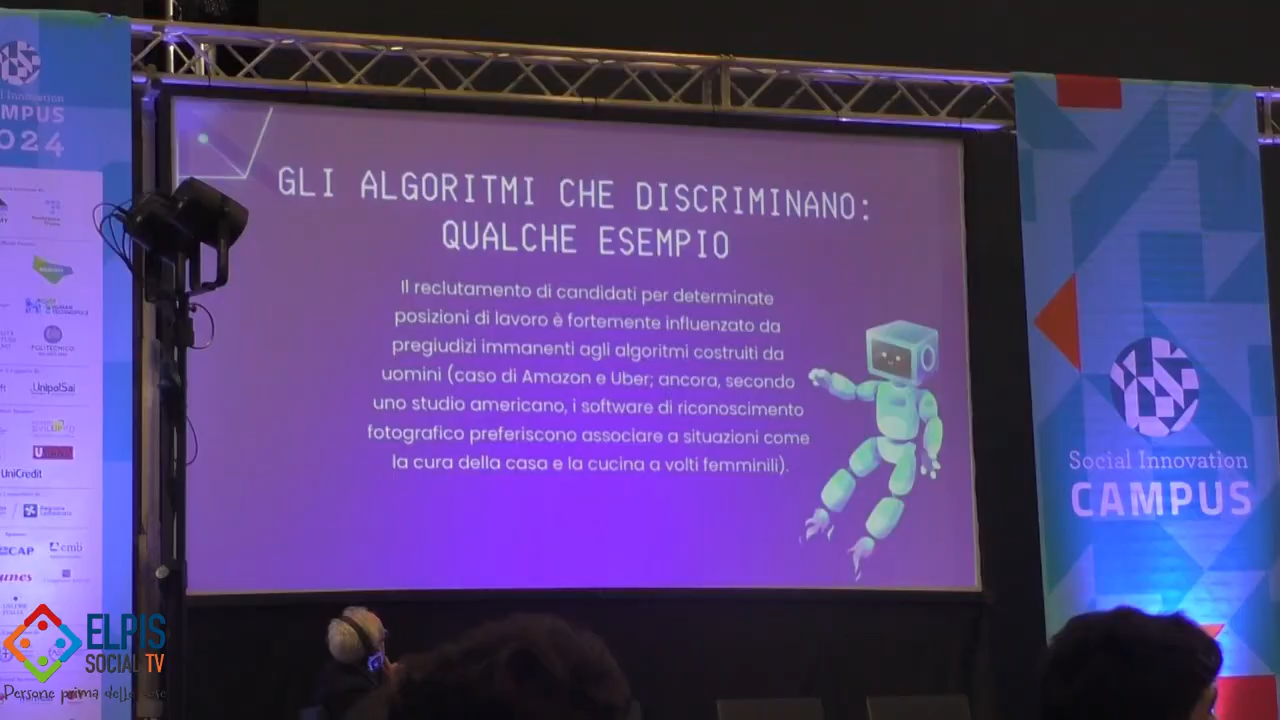 GLI ALGORITMI CHE DISCRIMINANO:
QUALCHE ESEMPIO
Il reclutamento di candidati per determinate
posizioni di lavoro è fortemente influenzato da
pregiudizi immanenti agli algoritmi costruiti da
uomini (caso di Amazon e Uber; ancora, secondo
uno studio americano, i software di riconoscimento
fotografico preferiscono associare a situazioni come
la cura della casa e la cucina a volti femminili).
Social Innovation
CAMPUS
Innovation
MPUS
2024
POLITECNICO
UnipolSai
UniCredit
CAP
ELPIS
SOCIAL TV
Persone prima delle cose